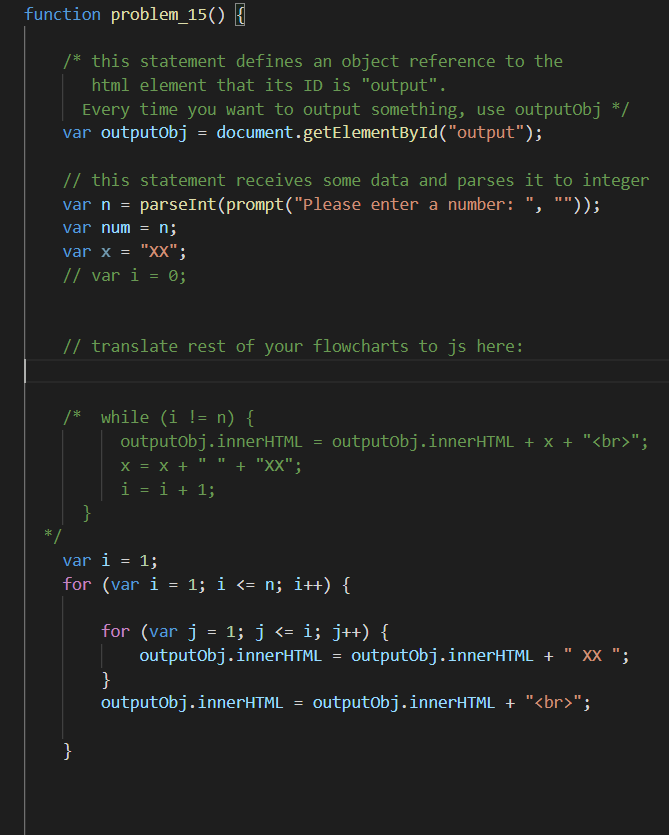 function problem_15() {
/* this statement defines an object reference to the
html element that its ID is "output".
Every time you want to output something, use outputObj */
var outputObj = document.getElementById("output");
// this statement receives some data and parses it to integer
var n = parseInt(prompt("Please enter a number: ", ""));
var num = n;
var x = "XX";
// var i = 0;
// translate rest of your flowcharts to js here:
/*  while (i != n) {
outputObj.innerHTML = outputObj.innerHTML + x + "<br>";
x = x + " " + "XX";
i = i + 1;
}
*/
var i = 1;
for (var i = 1; i <= n; i++) {
for (var j = 1; j <= i; j++) {
outputObj.innerHTML = outputObj.innerHTML + " XX ";
}
outputObj.innerHTML = outputObj.innerHTML + "<br>";
}